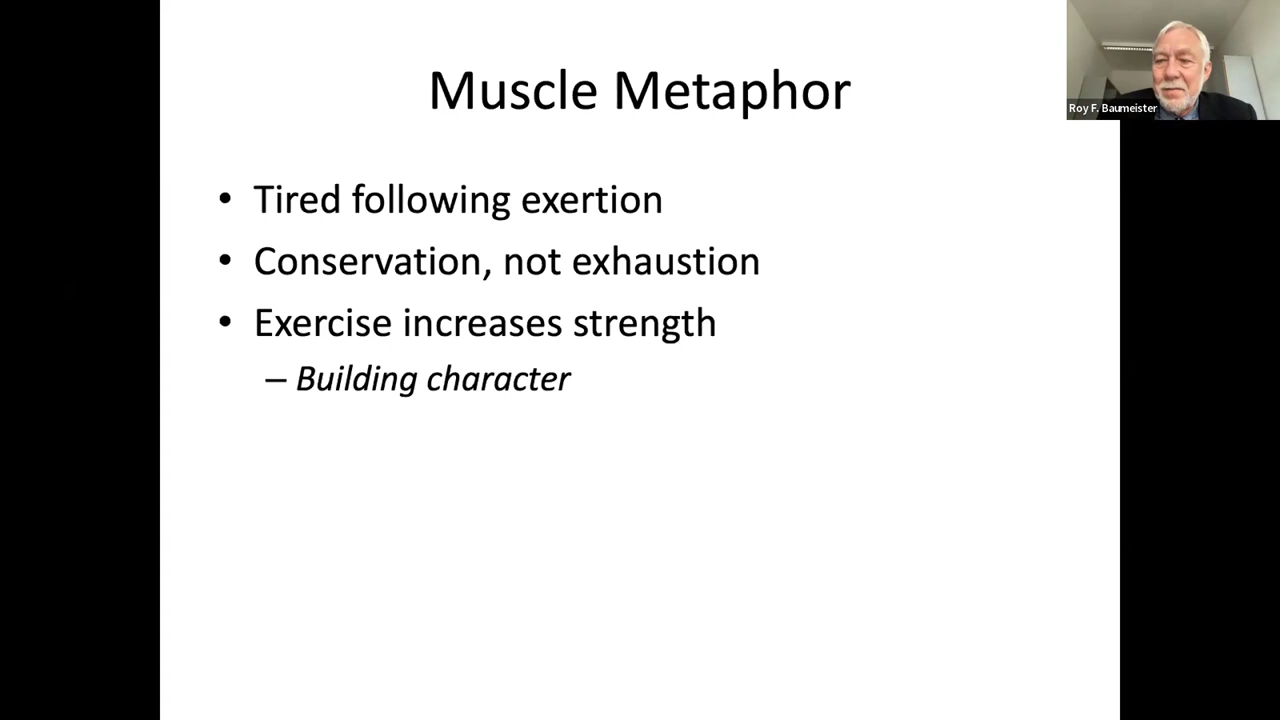 Muscle Metaphor
Roy F. Baumeister
• Tired following exertion
• Conservation, not exhaustion
• Exercise increases strength
– Building character